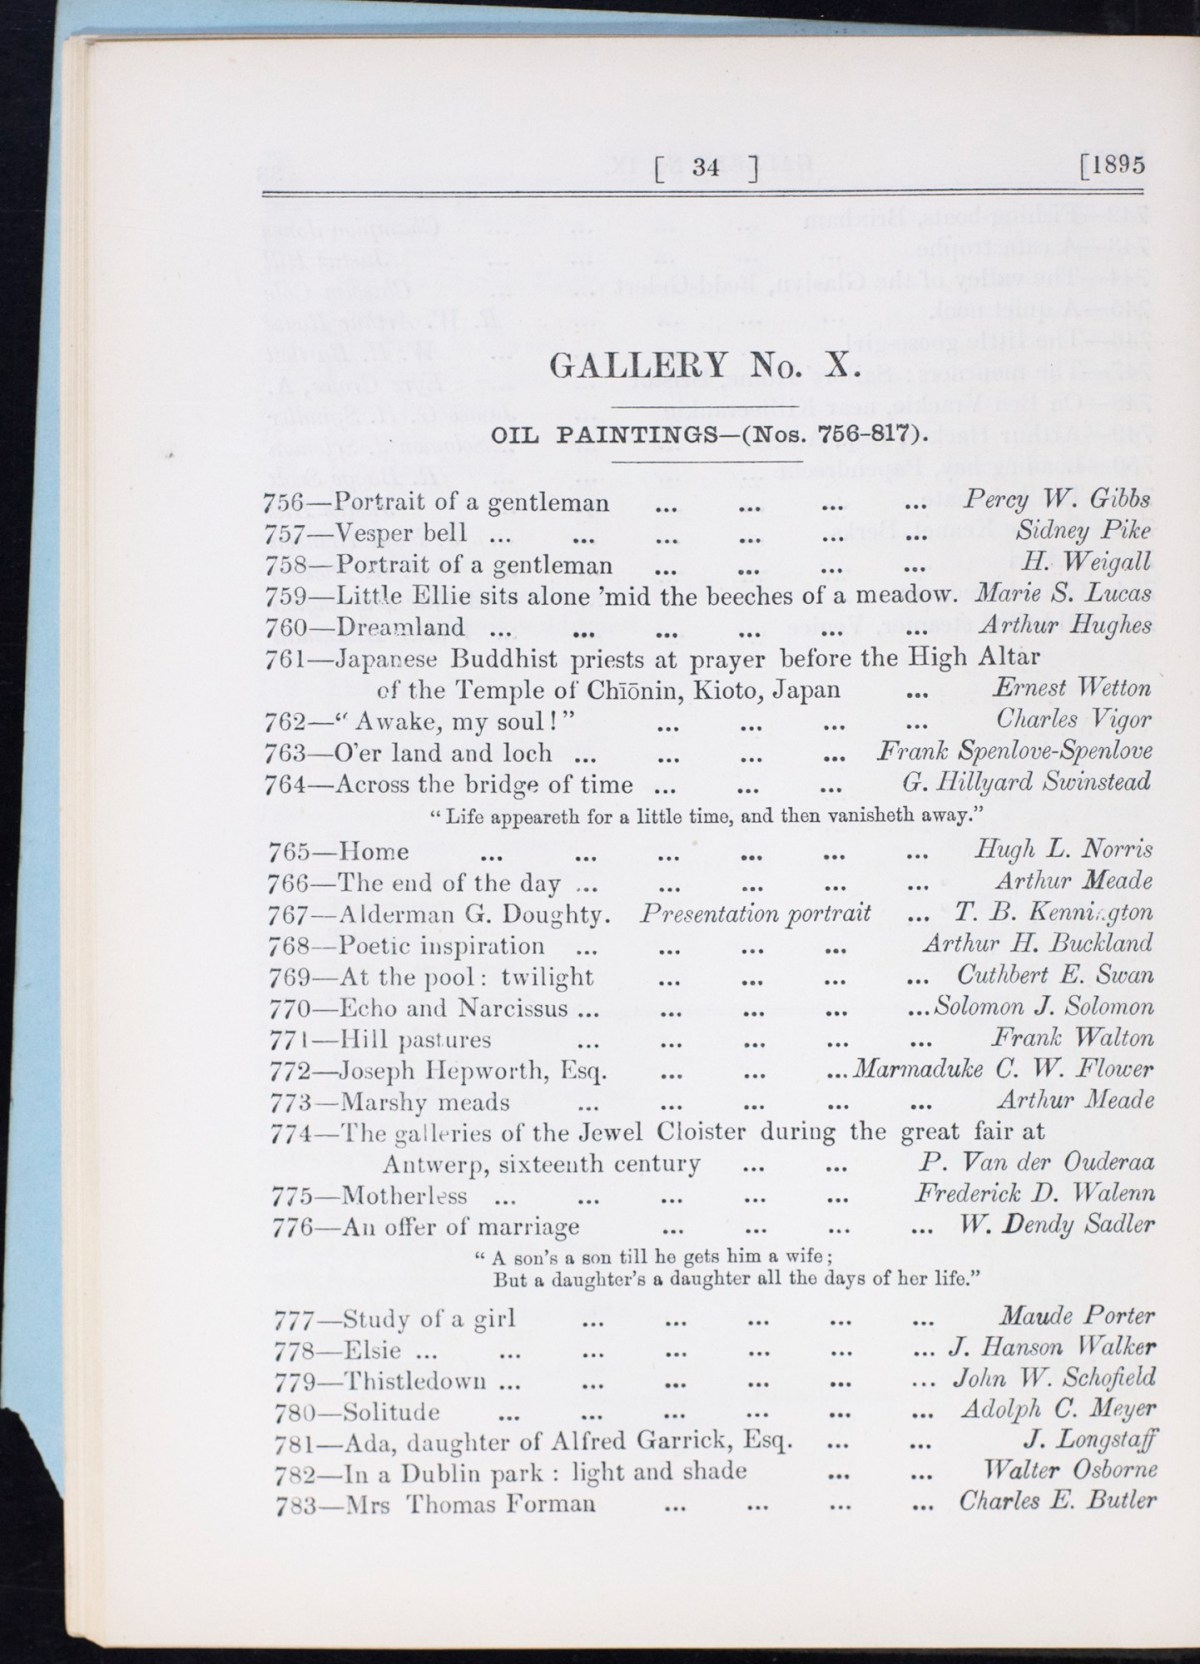 [ 34 ] [1895
GALLERY No. X.
OIL PAINTINGS—(Nos. 756-817).
756—Portrait of a gentleman ... ... ... ... Percy W. Gibbs
757—Vesper bell ... ... ... ... ... ... Sidney Pike
758—Portrait of a gentleman ... ... ... ... H. Weigall
759—Little Ellie sits alone ’mid the beeches of a meadow. Marie S. Lucas
760—Dreamland ... ... ... ... ... ... Arthur Hughes
761—Japanese Buddhist priests at prayer before the High Altar
of the Temple of Chīōnin, Kioto, Japan ... Ernest Wetton
762—“ Awake, my soul! ” ... ... ... ... Charles Vigor
763—O’er land and loch ... ... ... ... Frank Spenlove-Spenlove
764—Across the bridge of time ... ... ... G. Hillyard Swinstead
“ Life appeareth for a little time, and then vanisheth away.”
765—Home ... ... ... ... ... ... Hugh L. Norris
766—The end of the day ... ... ... ... ... Arthur Meade
767—Alderman G. Doughty. Presentation portrait ... T. B. Kennington
768—Poetic inspiration ... ... ... ... Arthur H. Buckland
769—At the pool: twilight ... ... ... ... Cuthbert E. Swan
770—Echo and Narcissus ... ... ... ... ... Solomon J. Solomon
771—Hill pastures ... ... ... ... ... Frank Walton
772—Joseph Hepworth, Esq. ... ... ... Marmaduke C. W. Flower
773—Marshy meads ... ... ... ... ... Arthur Meade
774—The galleries of the Jewel Cloister during the great fair at
Antwerp, sixteenth century ... ... P. Van der Ouderaa
775—Motherless ... ... ... ... ... Frederick D. Walenn
776—An offer of marriage ... ... ... ... W. Dendy Sadler
“ A son’s a son till he gets him a wife;
But a daughter’s a daughter all the days of her life.”
777—Study of a girl ... ... ... ... ... Maude Porter
778—Elsie ... ... ... ... ... ... ... J. Hanson Walker
779—Thistledown ... ... ... ... ... ... John W. Schofield
780—Solitude ... ... ... ... ... ... Adolph C. Meyer
781—Ada, daughter of Alfred Garrick, Esq. ... ... J. Longstaff
782—In a Dublin park : light and shade ... ... Walter Osborne
783—Mrs Thomas Forman ... ... ... ... Charles E. Butler